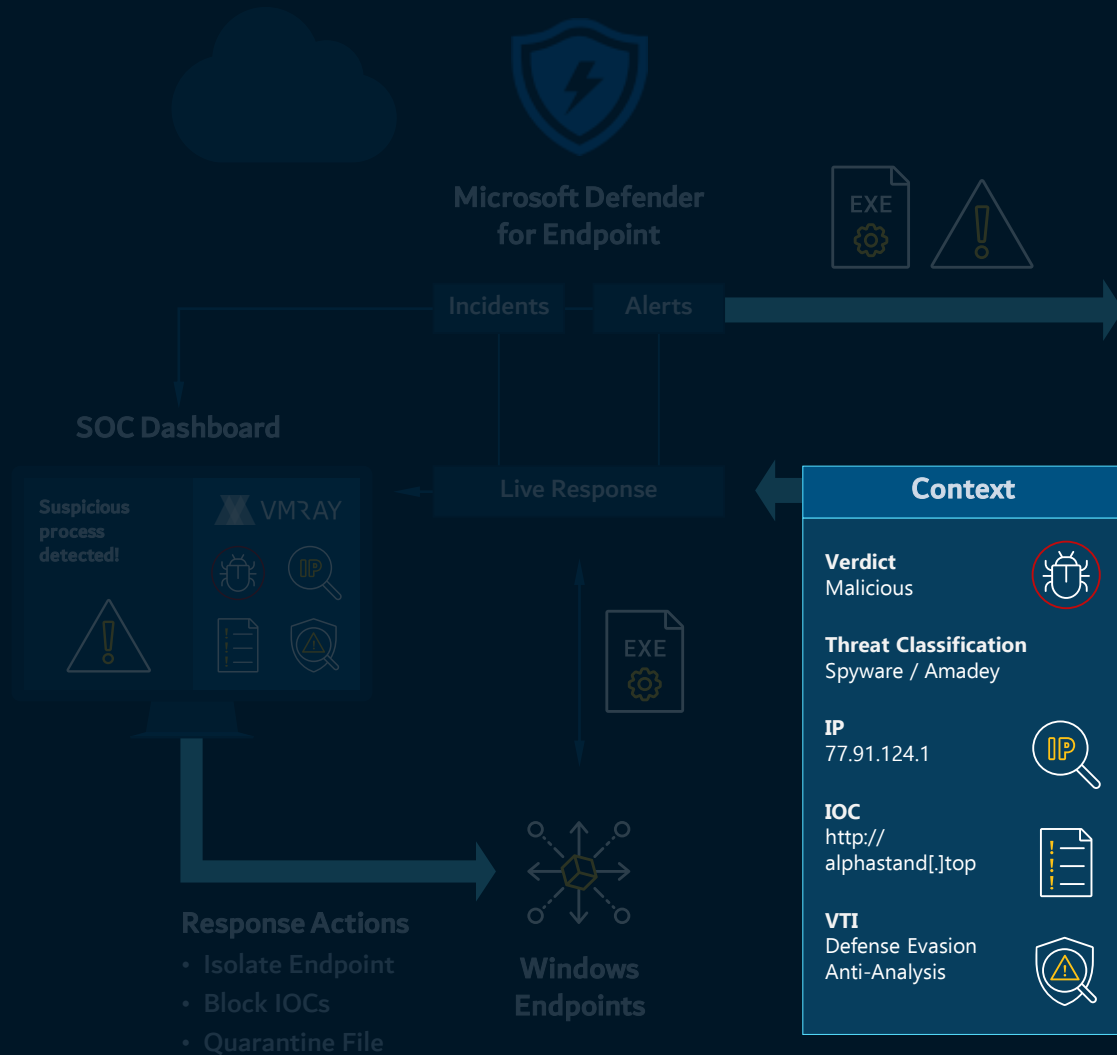 Microsoft Defender
for Endpoint
EXE
Incidents
Alerts
SOC Dashboard
Suspicious
process
detected!
VMRAY
IP
Live Response
EXE
Context
Verdict
Malicious
Threat Classification
Spyware / Amadey
IP
77.91.124.1
IP
IOC
http://
alphastand[.]top
VTI
Defense Evasion
Anti-Analysis
Response Actions
• Isolate Endpoint
• Block IOCs
• Quarantine File
Windows
Endpoints